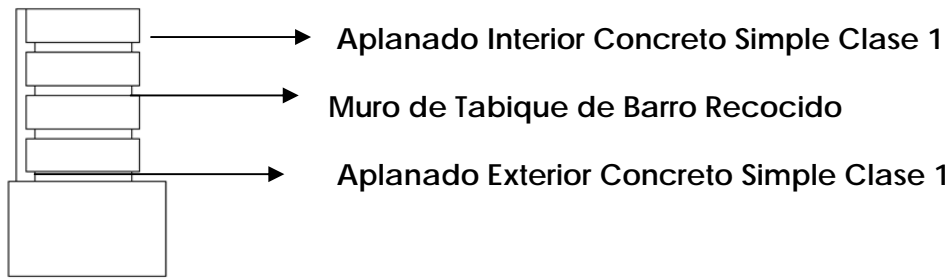 Aplanado Interior Concreto Simple Clase 1
Muro de Tabique de Barro Recocido
Aplanado Exterior Concreto Simple Clase 1